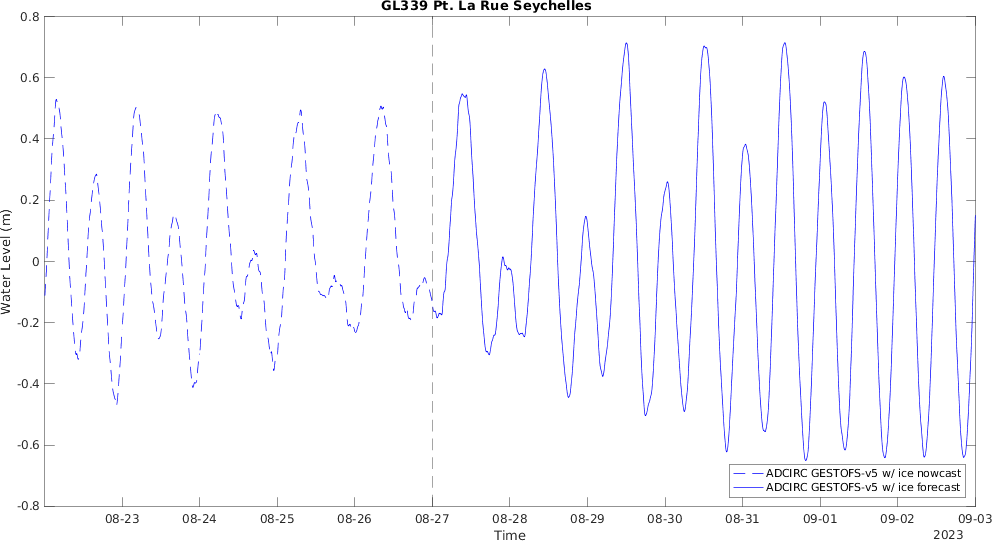 GL339 Pt. La Rue Seychelles
0.8
0.6
0.4
0.2
0
-0.2
-0.4
-0.6
-0.8
Water Level (m)
ADCIRC GESTOFS-v5 w/ ice nowcast
ADCIRC GESTOFS-v5 w/ ice forecast
08-23 08-24 08-25 08-26 08-27 08-28 08-29 08-30 08-31 09-01 09-02 09-03
Time
2023